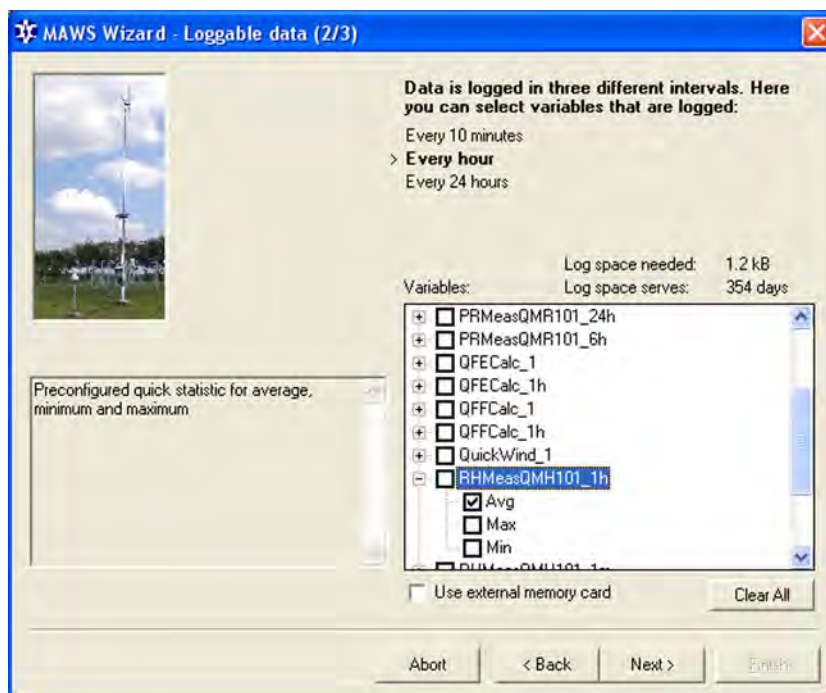 MAWS Wizard - Loggable data (2/3)
Data is logged in three different intervals. Here
you can select variables that are logged:
Every 10 minutes
> Every hour
Every 24 hours
Log space needed: 1.2 kB
Variables: Log space serves: 354 days
PRMeasQMR101_24h
PRMeasQMR101_6h
QFECalc_1
QFECalc_1h
QFFCalc_1
QFFCalc_1h
QuickWind_1
RHMeasQMH101_1h
Avg
Max
Min
Preconfigured quick statistic for average,
minimum and maximum
Use external memory card
Clear All
Abort
< Back
Next >
Finish